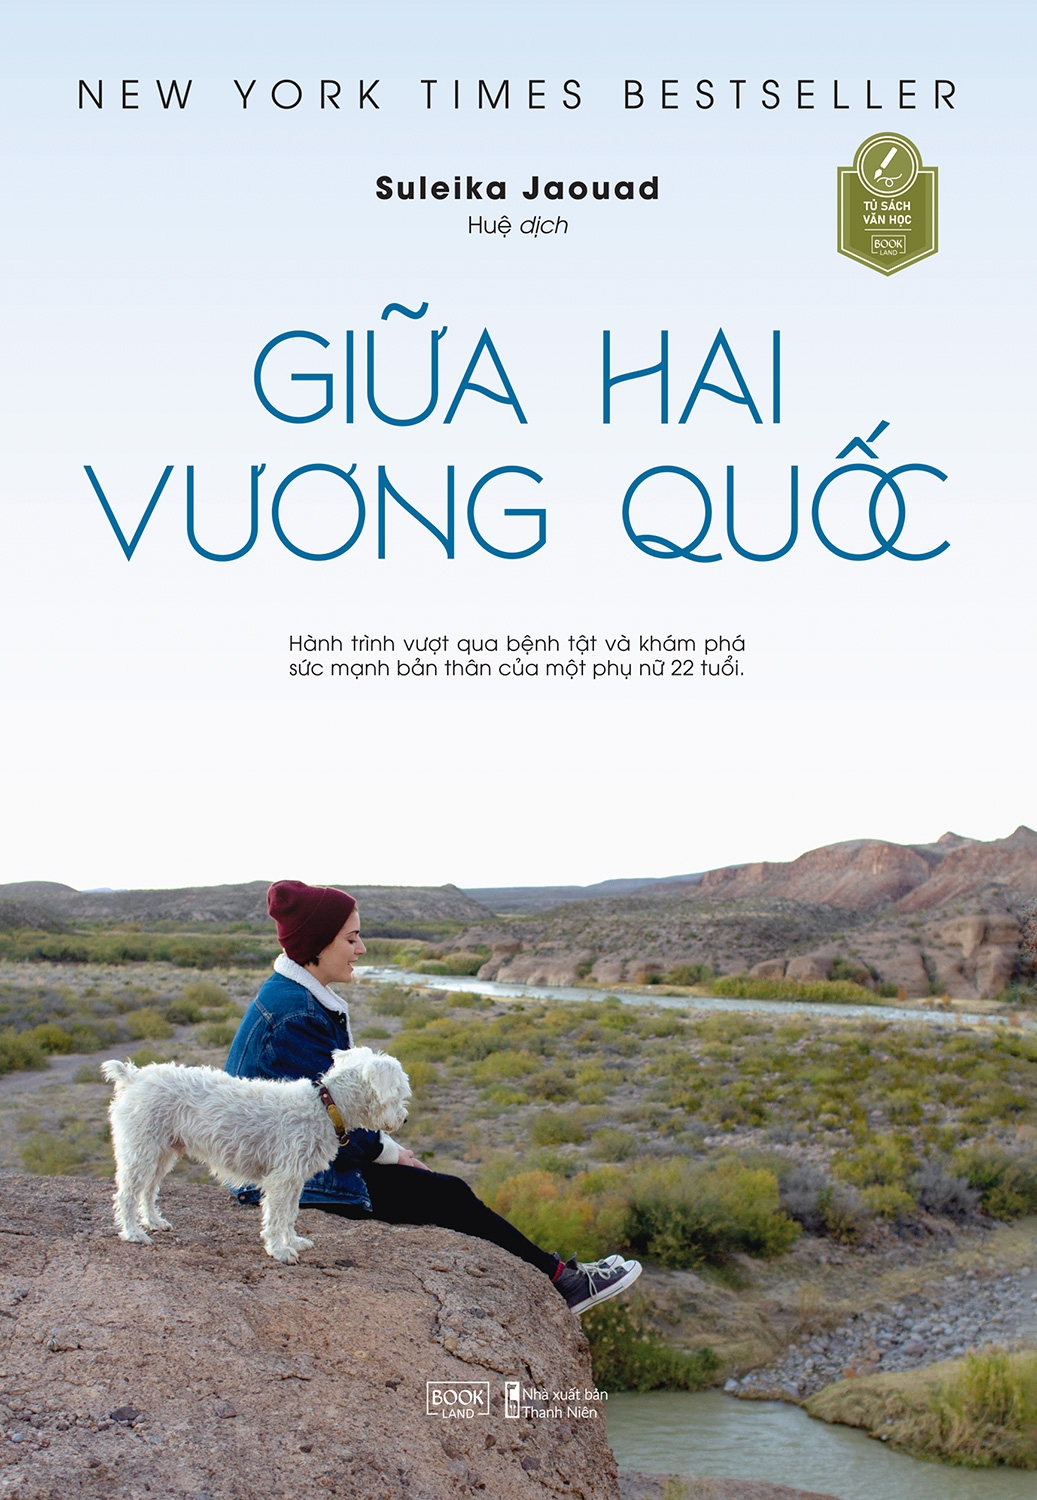 NEW YORK TIMES BESTSELLER
Suleika Jaouad
Huệ dịch
TỦ SÁCH
VĂN HỌC
BOOK
LAND
GIỮA HAI
VƯƠNG QUỐC
Hành trình vượt qua bệnh tật và khám phá
sức mạnh bản thân của một phụ nữ 22 tuổi.
BOOK
LAND
Nhà xuất bản
Thanh Niên